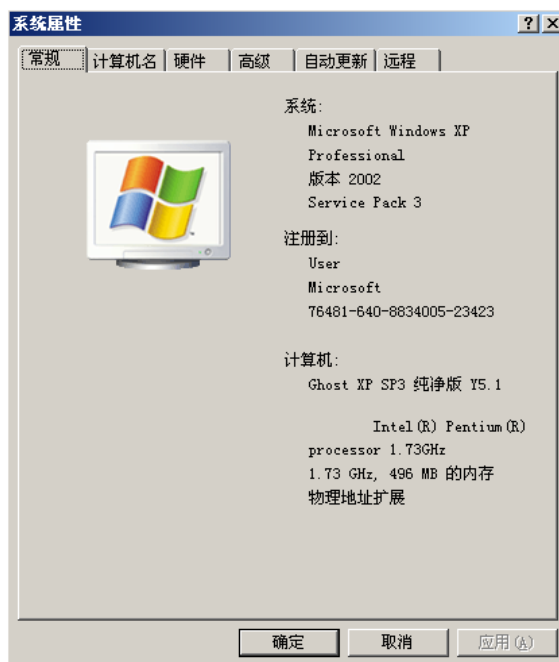 系统属性
常规 计算机名 硬件 高级 自动更新 远程
系统:
Microsoft Windows XP
Professional
版本 2002
Service Pack 3
注册到:
User
Microsoft
76481-640-8834005-23423
计算机:
Ghost XP SP3 纯净版 Y5.1
Intel(R) Pentium(R)
processor 1.73GHz
1.73 GHz, 496 MB 的内存
物理地址扩展
确定 取消 应用(A)